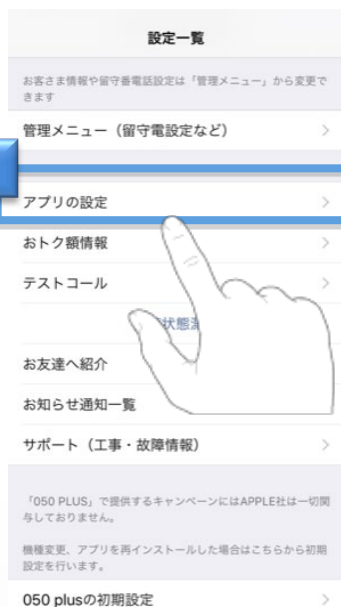 設定一覧
お客さま情報や留守番電話設定は「管理メニュー」から変更で
きます
管理メニュー（留守電設定など）
アプリの設定
おトク額情報
テストコール
状態
お友達へ紹介
お知らせ通知一覧
サポート（工事・故障情報）
「050 PLUS」で提供するキャンペーンにはAPPLE社は一切関
与しておりません。
機種変更、アプリを再インストールした場合はこちらから初期
設定を行います。
050 plusの初期設定